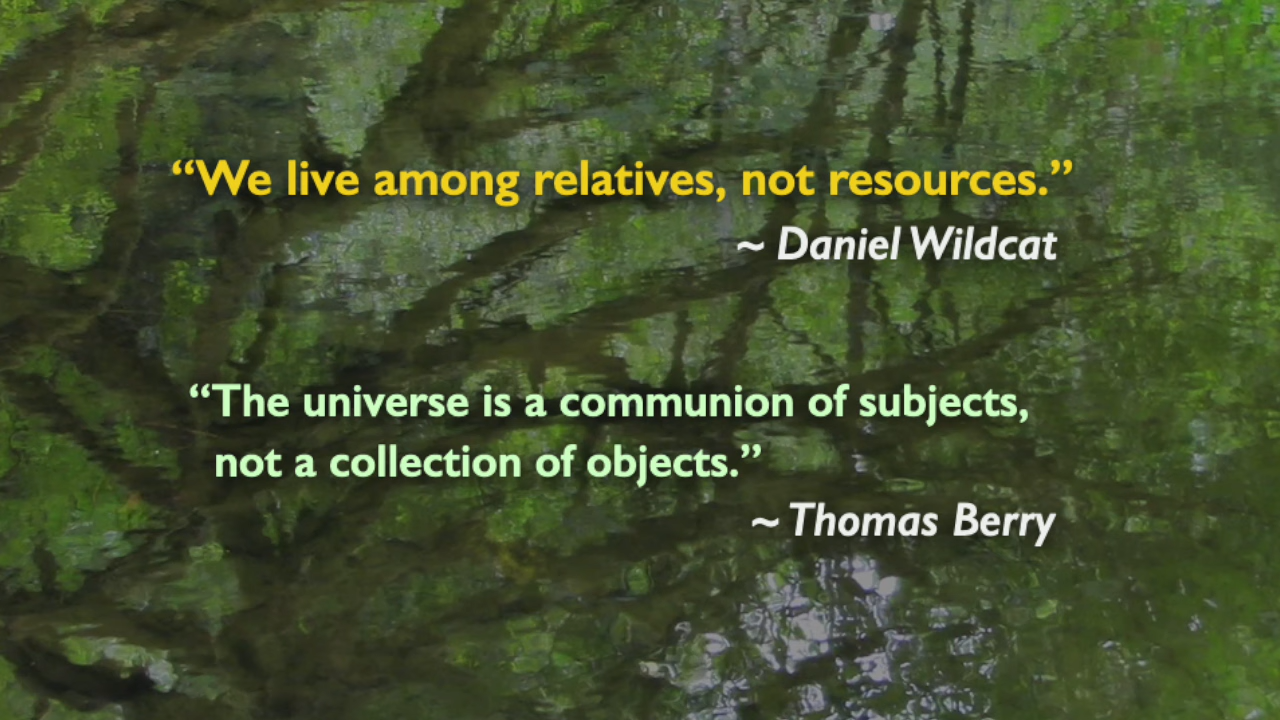 “We live among relatives, not resources.”
~ Daniel Wildcat
“The universe is a communion of subjects,
not a collection of objects.”
~ Thomas Berry